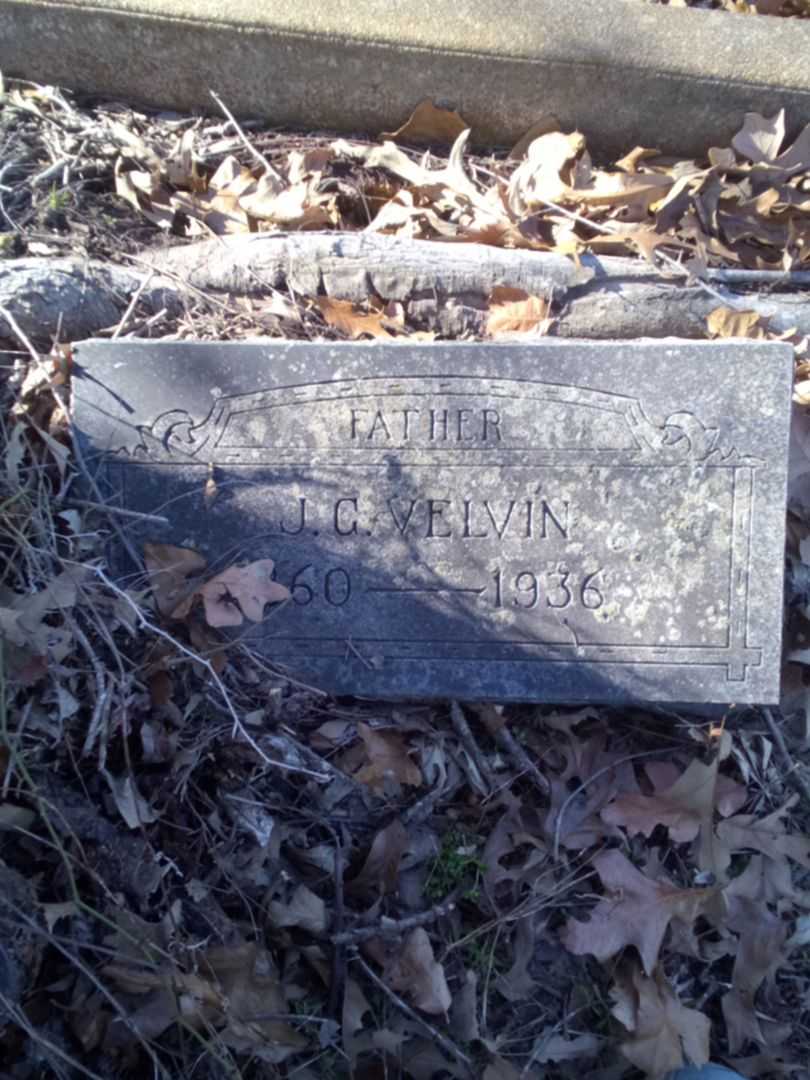 FATHER
J. C. VELVIN
60 — 1936